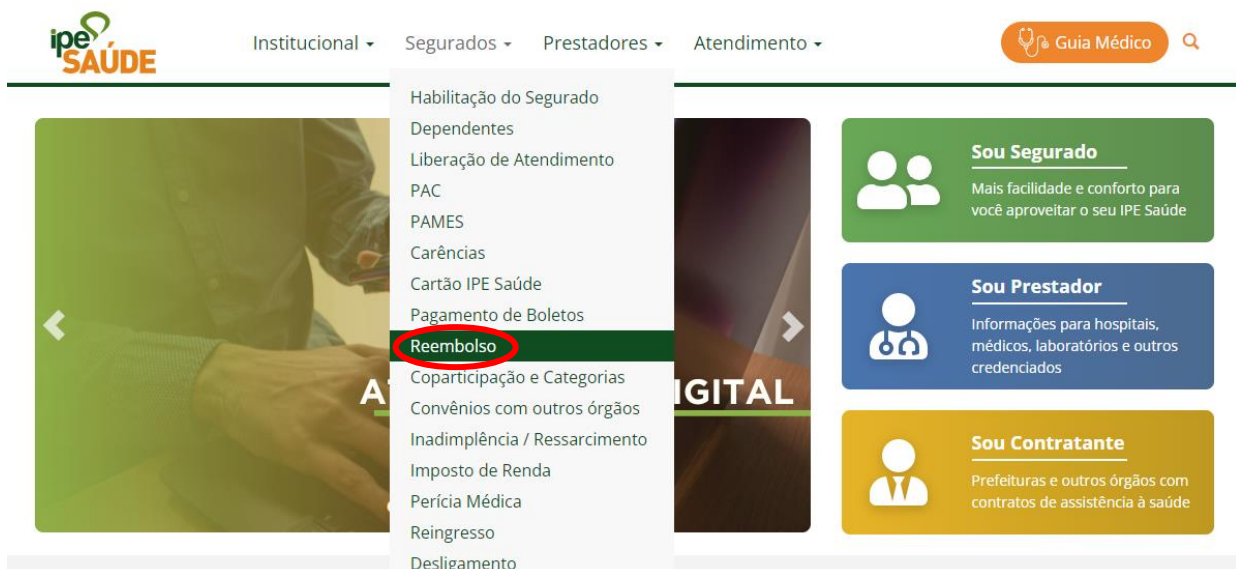 ipe
SAÚDE
Institucional
Segurados
Prestadores
Atendimento
Guia Médico
Habilitação do Segurado
Dependentes
Liberação de Atendimento
PAC
PAMES
Carências
Cartão IPE Saúde
Pagamento de Boletos
Reembolso
Coparticipação e Categorias
Convênios com outros órgãos
Inadimplência / Ressarcimento
Imposto de Renda
Perícia Médica
Reingresso
Desligamento
IGITAL
Sou Segurado
Mais facilidade e conforto para
você aproveitar o seu IPE Saúde
Sou Prestador
Informações para hospitais,
médicos, laboratórios e outros
credenciados
Sou Contratante
Prefeituras e outros órgãos com
contratos de assistência à saúde